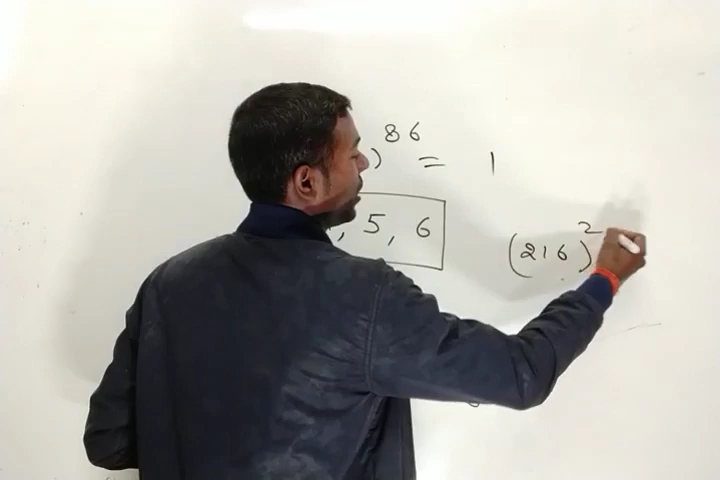 )⁸⁶ = 1
, 5, 6
(216)²